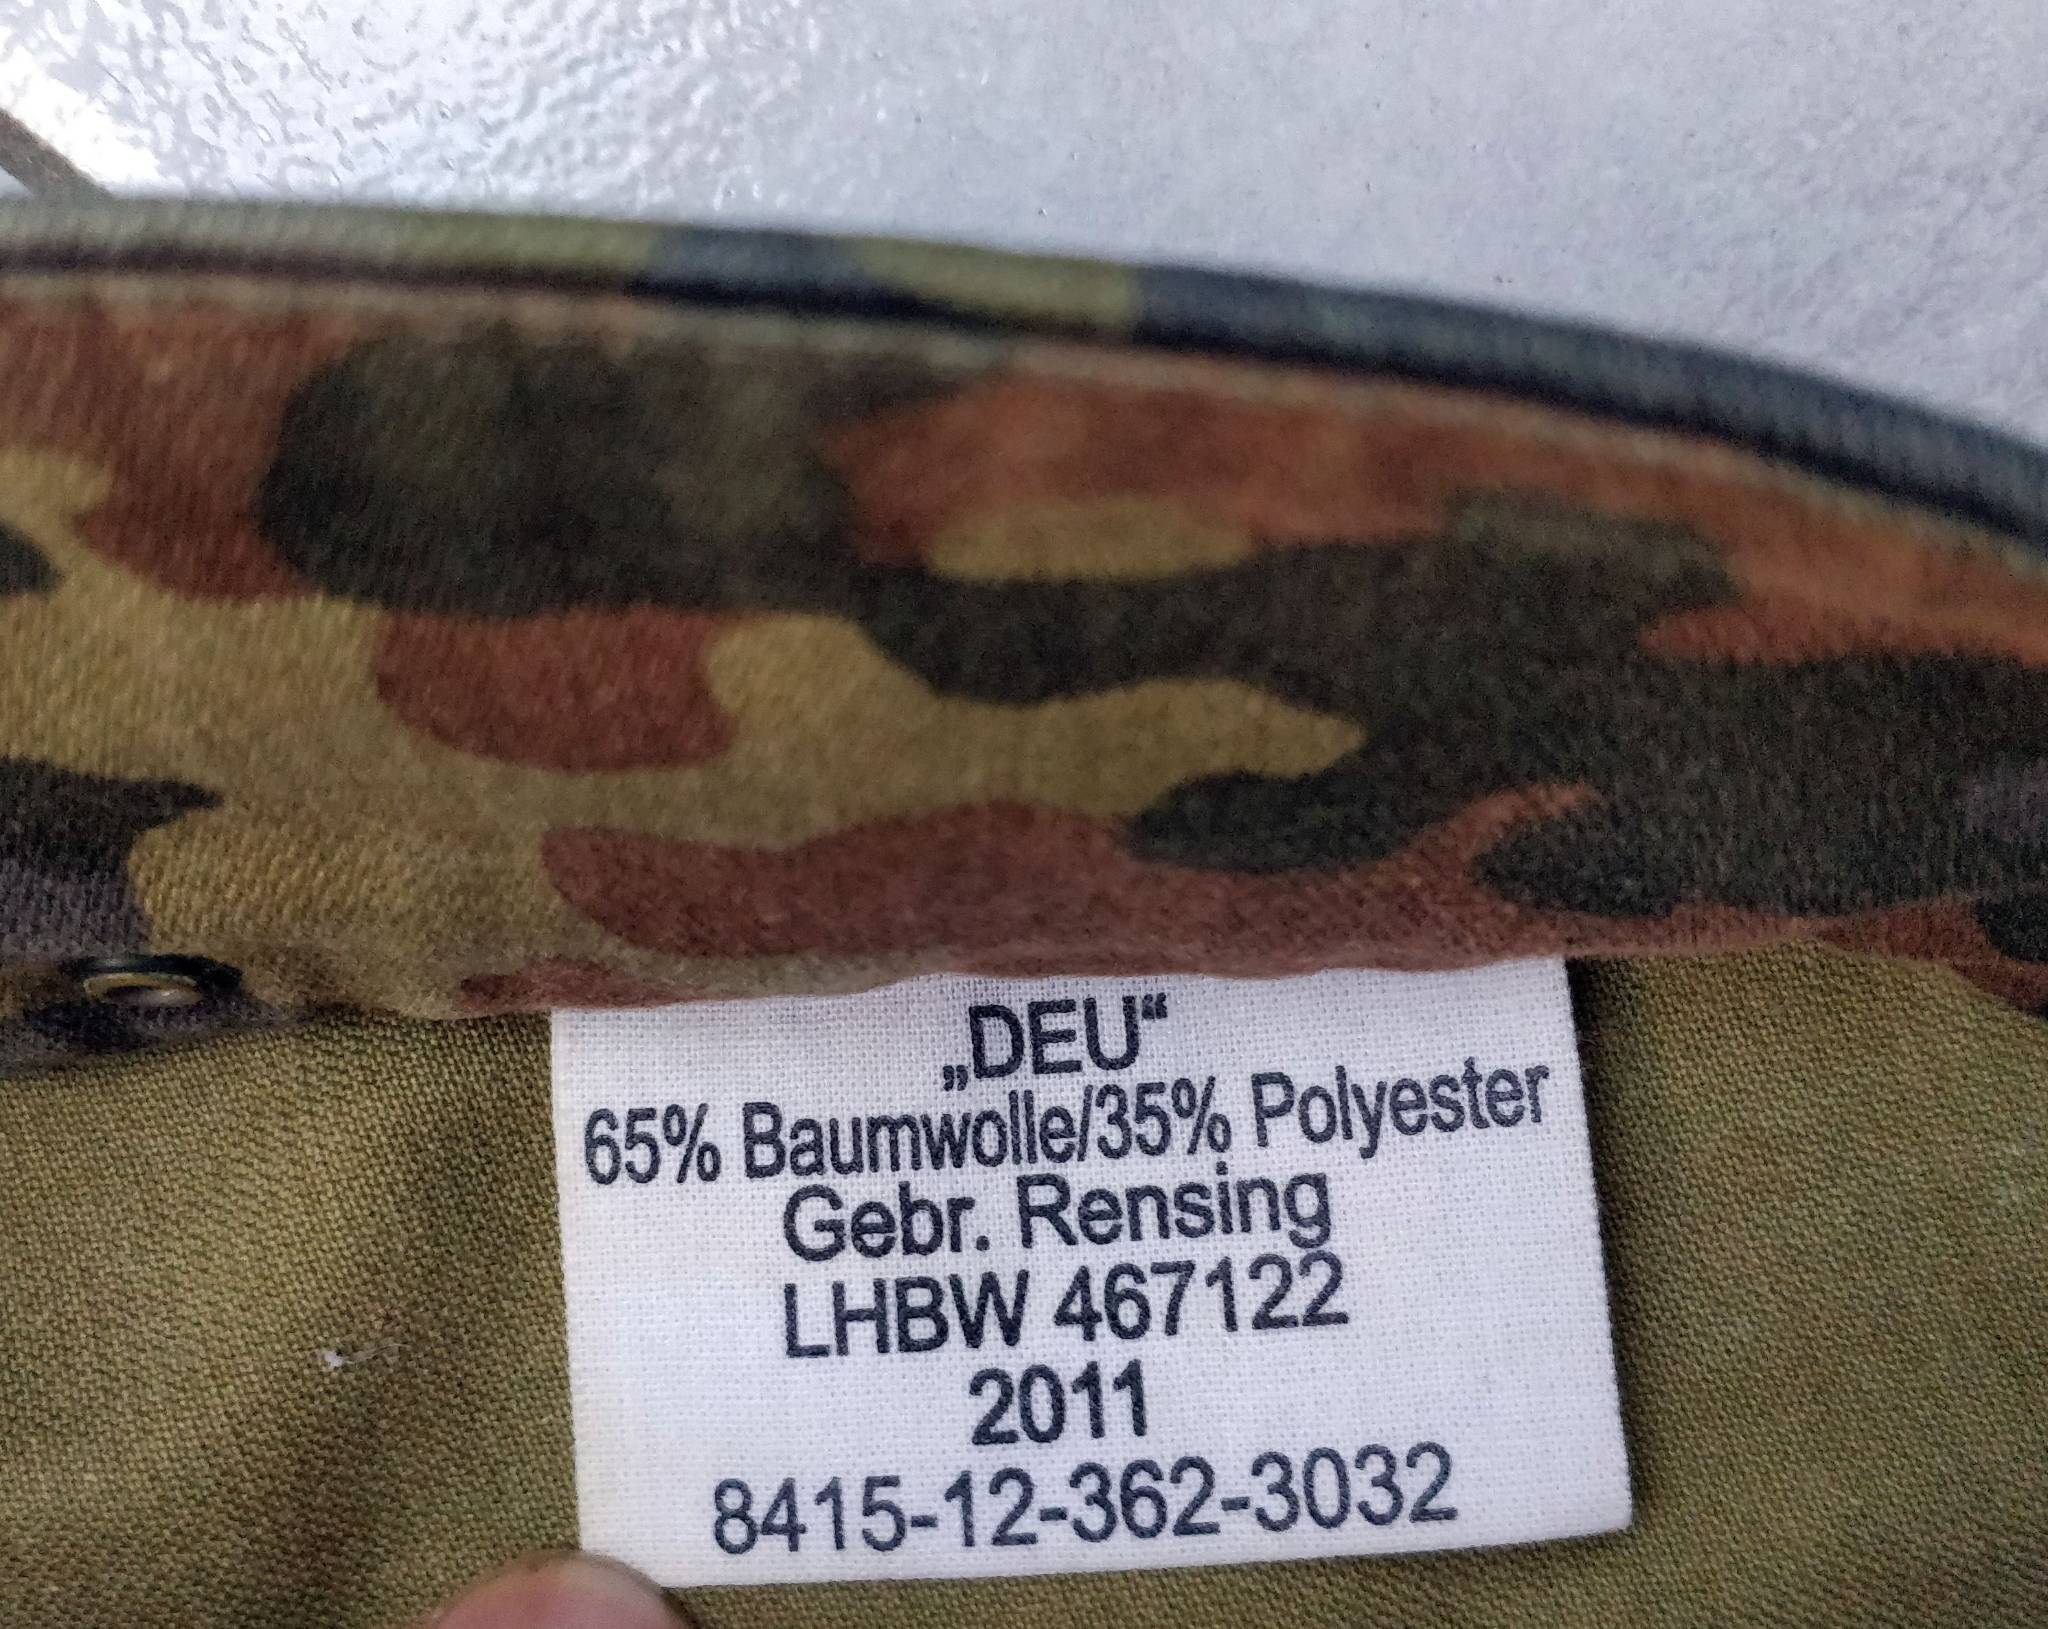 „DEU“
65% Baumwolle/35% Polyester
Gebr. Rensing
LHBW 467122
2011
8415-12-362-3032